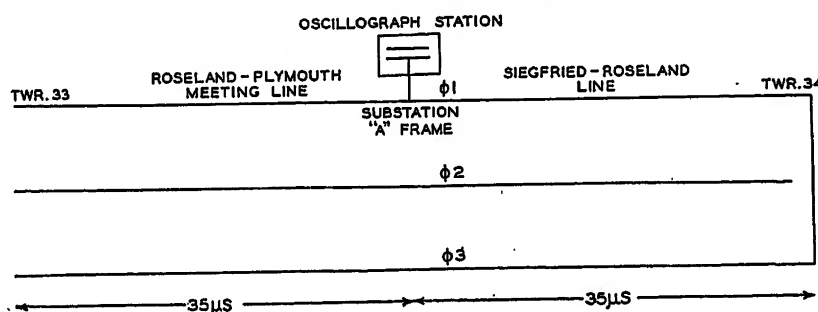 OSCILLOGRAPH STATION
ROSELAND-PLYMOUTH
MEETING LINE
SIEGFRIED-ROSELAND
LINE
TWR.33
ϕ1
TWR.34
SUBSTATION
"A" FRAME
ϕ2
ϕ3
35µS
35µS